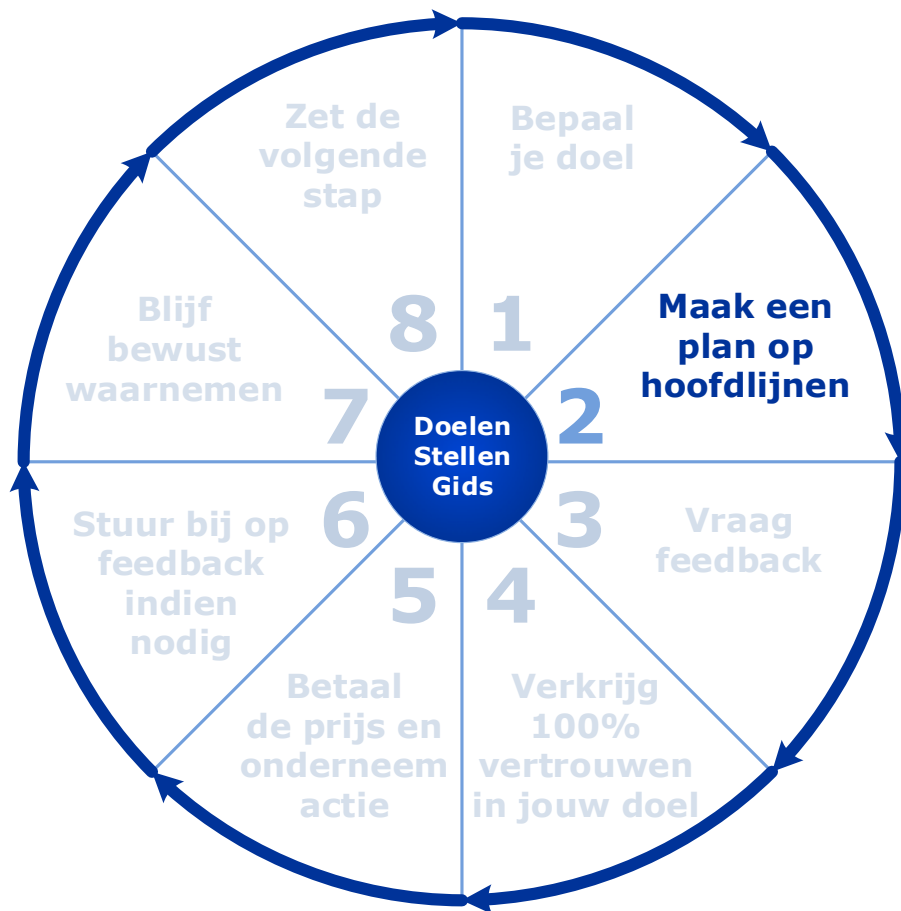 Bepaal
je doel
1
Maak een
plan op
hoofdlijnen
2
Vraag
feedback
3
Verkrijg
100%
vertrouwen
in jouw doel
4
Betaal
de prijs en
onderneem
actie
5
Stuur bij op
feedback
indien
nodig
6
Blijf
bewust
waarnemen
7
Zet de
volgende
stap
8
Doelen
Stellen
Gids